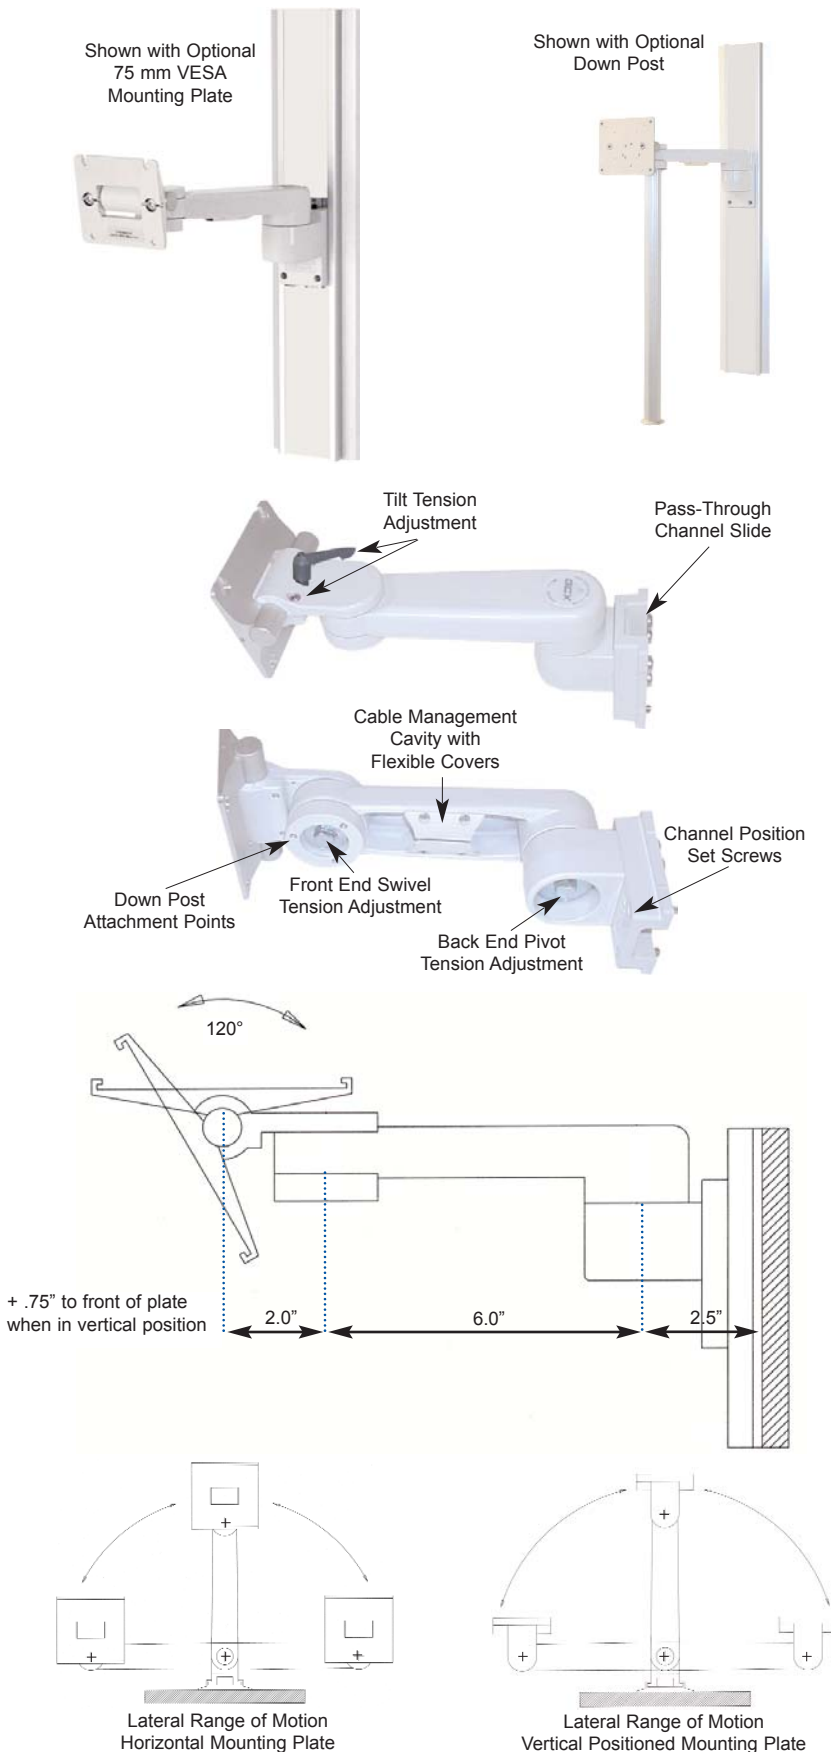 Shown with Optional
75 mm VESA
Mounting Plate
Shown with Optional
Down Post
Tilt Tension
Adjustment
Pass-Through
Channel Slide
GCX
Cable Management
Cavity with
Flexible Covers
Channel Position
Set Screws
Down Post
Attachment Points
Front End Swivel
Tension Adjustment
Back End Pivot
Tension Adjustment
120°
+ .75” to front of plate
when in vertical position
2.0”
6.0”
2.5”
Lateral Range of Motion
Horizontal Mounting Plate
Lateral Range of Motion
Vertical Positioned Mounting Plate